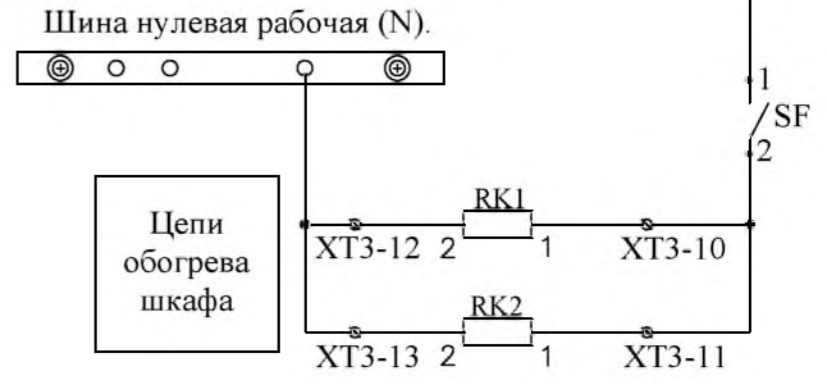 Шина нулевая рабочая (N).
1
SF
2
Цепи
обогрева
шкафа
RK1
XT3-12 2 1 XT3-10
RK2
XT3-13 2 1 XT3-11